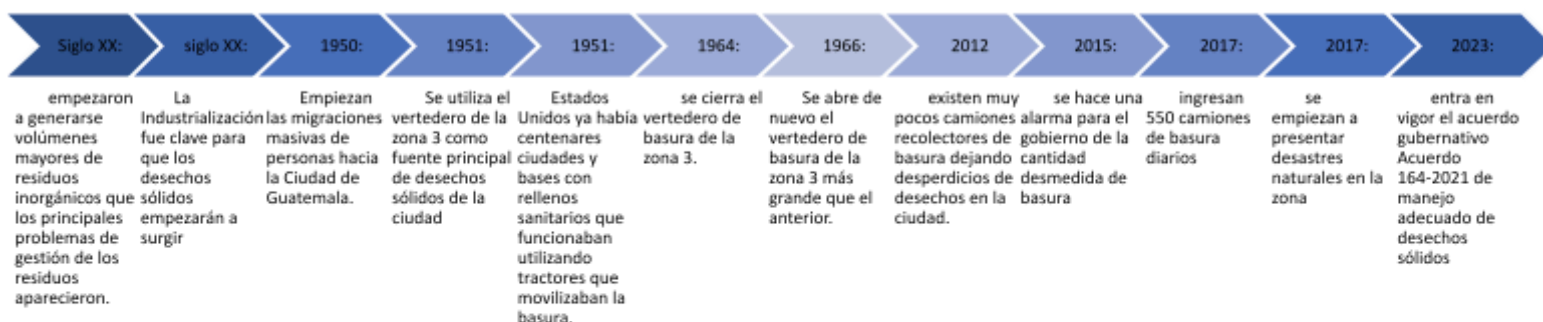 Siglo XX:
empezaron
a generarse
volúmenes
mayores de
residuos
inorgánicos que
los principales
problemas de
gestión de los
residuos
aparecieron.
siglo XX:
La
Industrialización
fue clave para
que los
desechos
sólidos
empezarán a
surgir
1950:
Empiezan
las migraciones
masivas de
personas hacia
la Ciudad de
Guatemala.
1951:
Se utiliza el
vertedero de la
zona 3 como
fuente principal
de desechos
sólidos de la
ciudad
1951:
Estados
Unidos ya había
centenares
ciudades y
bases con
rellenos
sanitarios que
funcionaban
utilizando
tractores que
movilizaban la
basura.
1964:
se cierra el
vertedero de
basura de la
zona 3.
1966:
Se abre de
nuevo el
vertedero de
basura de la
zona 3 más
grande que el
anterior.
2012
existen muy
pocos camiones
recolectores de
basura dejando
desperdicios de
desechos en la
ciudad.
2015:
se hace una
alarma para el
gobierno de la
cantidad
desmedida de
basura
2017:
ingresan
550 camiones
de basura
diarios
2017:
se
empiezan a
presentar
desastres
naturales en la
zona
2023:
entra en
vigor el acuerdo
gubernativo
Acuerdo
164-2021 de
manejo
adecuado de
desechos
sólidos